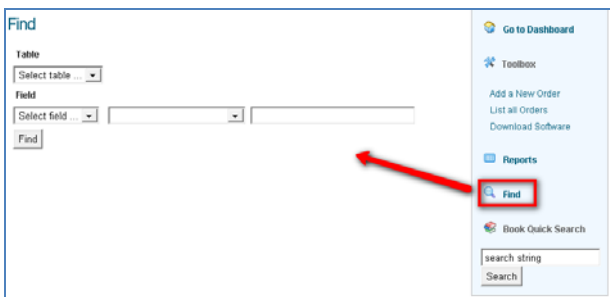 Find
Table
Select table ...
Field
Select field ...
Find
Go to Dashboard
Toolbox
Add a New Order
List all Orders
Download Software
Reports
Find
Book Quick Search
search string
Search